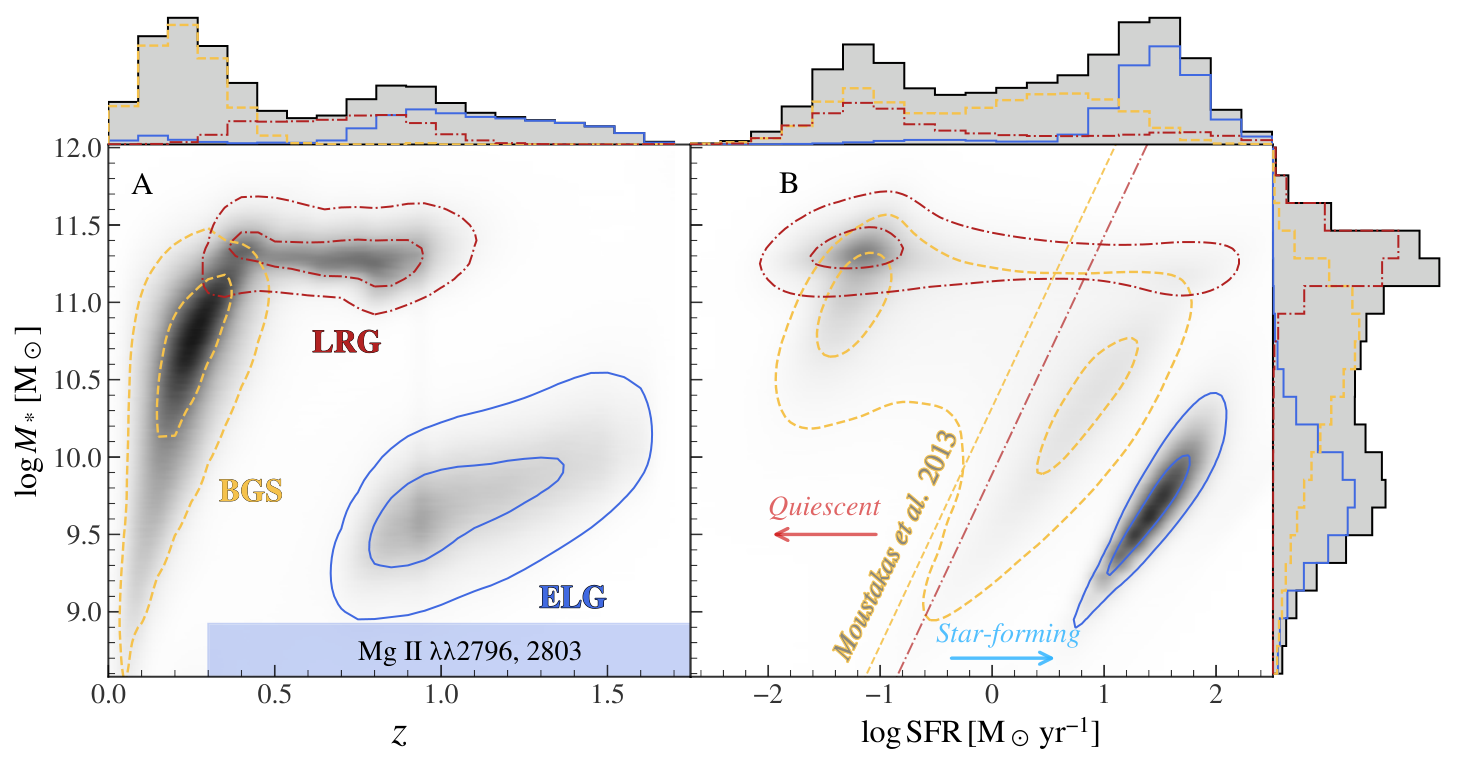 12.0
11.5
11.0
10.5
10.0
9.5
9.0
log M* [M⊙]
A
LRG
BGS
ELG
Mg II λλ2796, 2803
0.0
0.5
1.0
1.5
z
B
Quiescent
Moustakas et al. 2013
Star-forming
−2
−1
0
1
2
log SFR [M⊙ yr⁻¹]